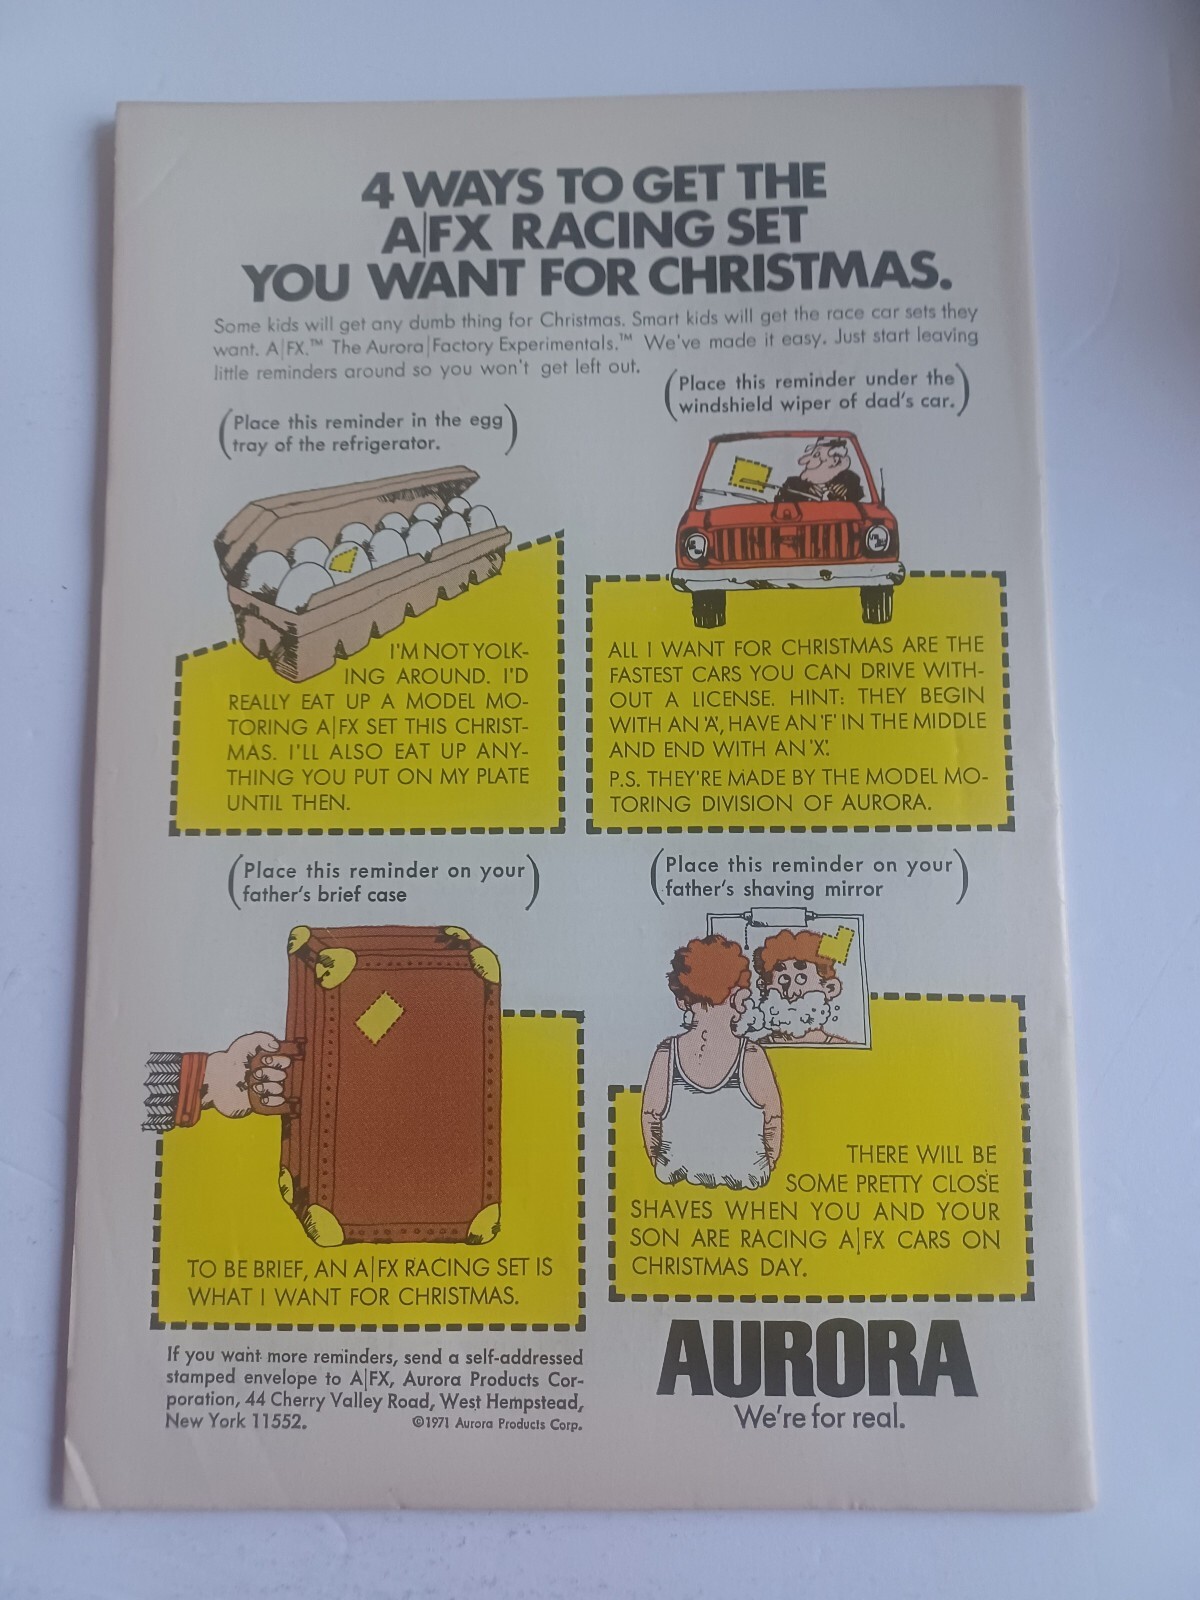 4 WAYS TO GET THE
A|FX RACING SET
YOU WANT FOR CHRISTMAS.
Some kids will get any dumb thing for Christmas. Smart kids will get the race car sets they
want. A|FX.™ The Aurora|Factory Experimentals.™ We've made it easy. Just start leaving
little reminders around so you won't get left out.
(Place this reminder in the egg
tray of the refrigerator.)
(Place this reminder under the
windshield wiper of dad's car.)
I'M NOT YOLK-
ING AROUND. I'D
REALLY EAT UP A MODEL MO-
TORING A|FX SET THIS CHRIST-
MAS. I'LL ALSO EAT UP ANY-
THING YOU PUT ON MY PLATE
UNTIL THEN.
ALL I WANT FOR CHRISTMAS ARE THE
FASTEST CARS YOU CAN DRIVE WITH-
OUT A LICENSE. HINT: THEY BEGIN
WITH AN 'A', HAVE AN 'F' IN THE MIDDLE
AND END WITH AN 'X'.
P.S. THEY'RE MADE BY THE MODEL MO-
TORING DIVISION OF AURORA.
(Place this reminder on your
father's brief case)
(Place this reminder on your
father's shaving mirror)
TO BE BRIEF, AN A|FX RACING SET IS
WHAT I WANT FOR CHRISTMAS.
THERE WILL BE
SOME PRETTY CLOSE
SHAVES WHEN YOU AND YOUR
SON ARE RACING A|FX CARS ON
CHRISTMAS DAY.
If you want more reminders, send a self-addressed
stamped envelope to A|FX, Aurora Products Cor-
poration, 44 Cherry Valley Road, West Hempstead,
New York 11552. ©1971 Aurora Products Corp.
AURORA
We're for real.